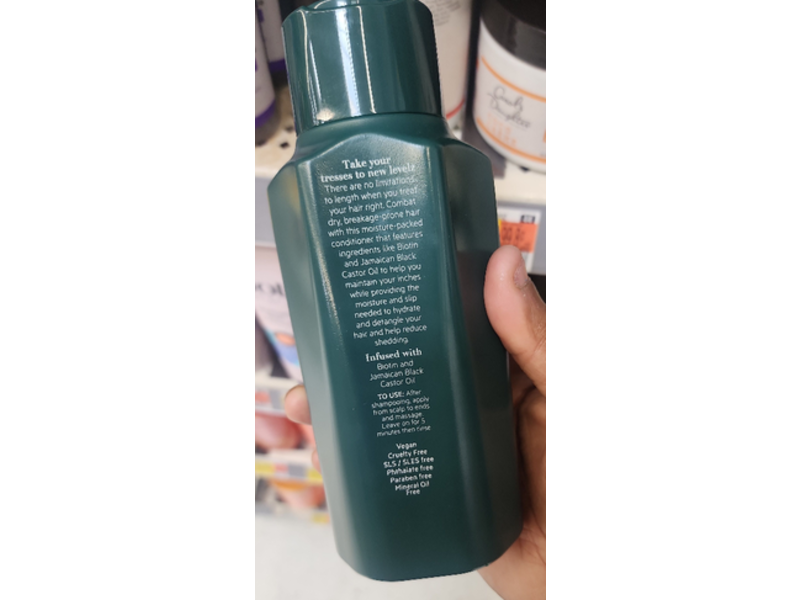 Take your
tresses to new levels
There are no limitations
to length when you treat
your hair right. Combat
dry, breakage-prone hair
with this moisture-packed
conditioner that features
ingredients like Biotin
and Jamaican Black
Castor Oil to help you
maintain your inches
while providing the
moisture and slip
needed to hydrate
and detangle your
hair and help reduce
shedding.
Infused with
Biotin and
Jamaican Black
Castor Oil
TO USE: After
shampooing, apply
from scalp to ends
and massage.
Leave on for 5
minutes then rinse
Vegan
Cruelty Free
SLS / SLES free
Phthalate free
Paraben free
Mineral Oil
Free